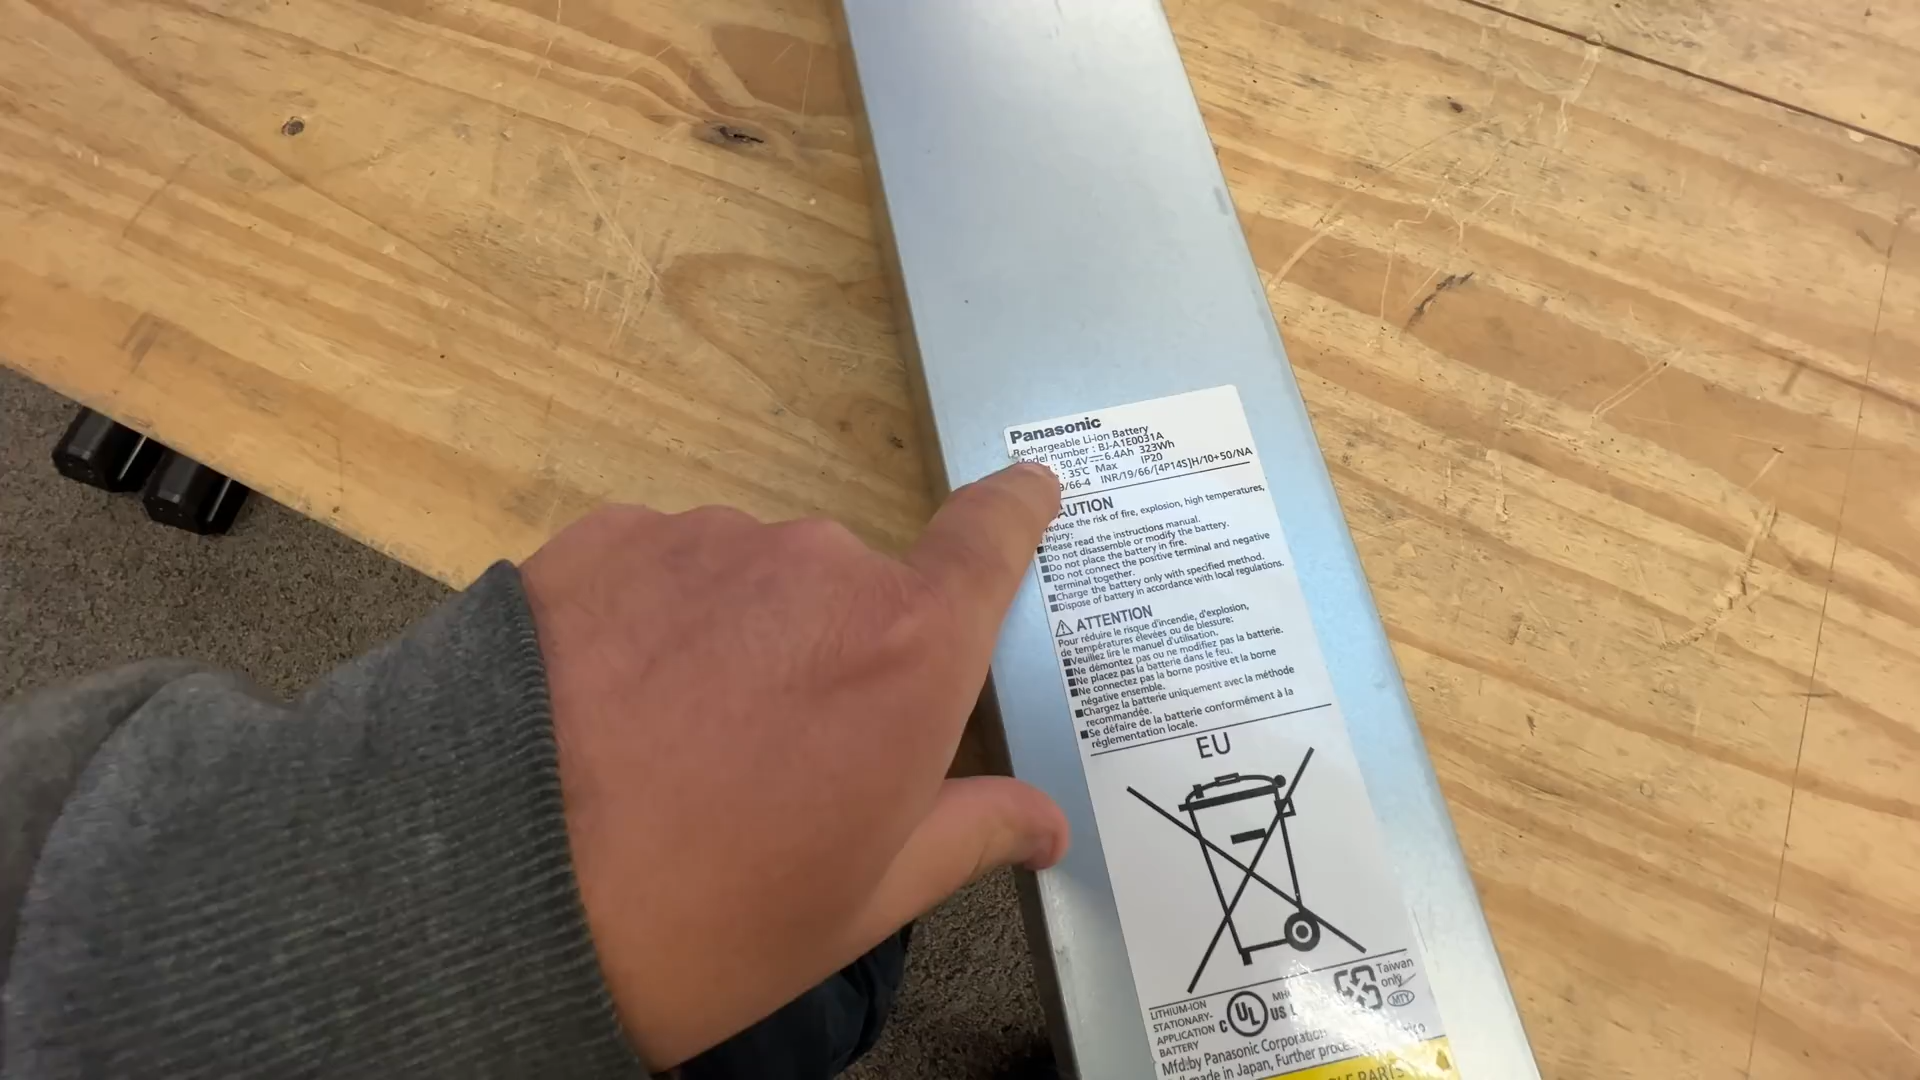 Panasonic
Rechargeable Li-ion Battery
Model number : BJ-A1E0031A
: 50.4V⎓6.4Ah 323Wh
: 35℃ Max IP20
/66-4 INR/19/66/[4P14S]H/10+50/NA
CAUTION
reduce the risk of fire, explosion, high temperatures,
injury:
■Please read the instructions manual.
■Do not disassemble or modify the battery.
■Do not place the battery in fire.
■Do not connect the positive terminal and negative
terminal together.
■Charge the battery only with specified method.
■Dispose of battery in accordance with local regulations.
⚠ ATTENTION
Pour réduire le risque d'incendie, d'explosion,
de températures élevées ou de blessure:
■Veuillez lire le manuel d'utilisation.
■Ne démontez pas ou ne modifiez pas la batterie.
■Ne placez pas la batterie dans le feu.
■Ne connectez pas la borne positive et la borne
négative ensemble.
■Chargez la batterie uniquement avec la méthode
recommandée.
■Se défaire de la batterie conformément à la
réglementation locale.
EU
LITHIUM-ION
STATIONARY-
APPLICATION
BATTERY
C UL US
Taiwan
only
MTY
Mfd.by Panasonic Corporation
made in Japan, Further
PARTS